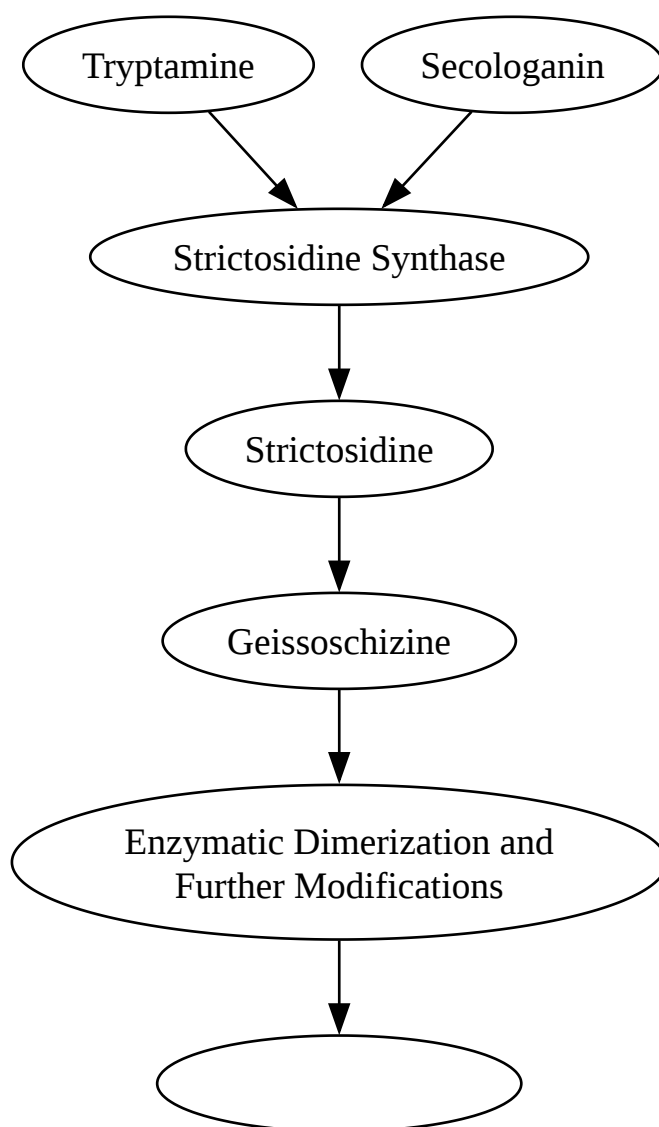 Tryptamine
Secologanin
Strictosidine Synthase
Strictosidine
Geissoschizine
Enzymatic Dimerization and
Further Modifications